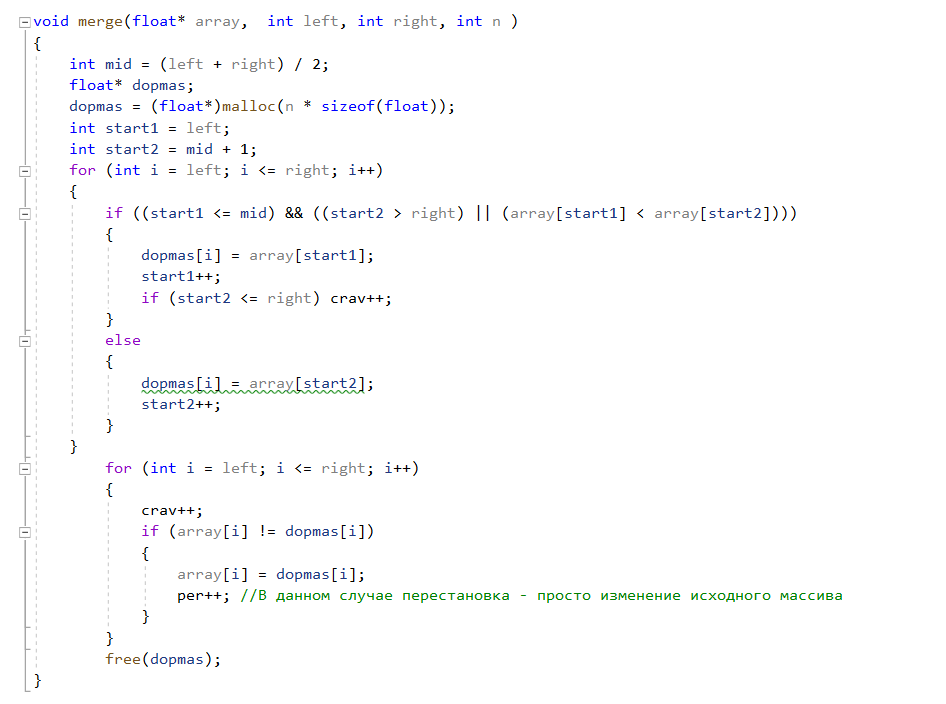 void merge(float* array,  int left, int right, int n )
{
    int mid = (left + right) / 2;
    float* dopmas;
    dopmas = (float*)malloc(n * sizeof(float));
    int start1 = left;
    int start2 = mid + 1;
    for (int i = left; i <= right; i++)
    {
        if ((start1 <= mid) && ((start2 > right) || (array[start1] < array[start2])))
        {
            dopmas[i] = array[start1];
            start1++;
            if (start2 <= right) crav++;
        }
        else
        {
            dopmas[i] = array[start2];
            start2++;
        }
    }
        for (int i = left; i <= right; i++)
        {
            crav++;
            if (array[i] != dopmas[i])
            {
                array[i] = dopmas[i];
                per++; //В данном случае перестановка - просто изменение исходного массива
            }
        }
        free(dopmas);
}